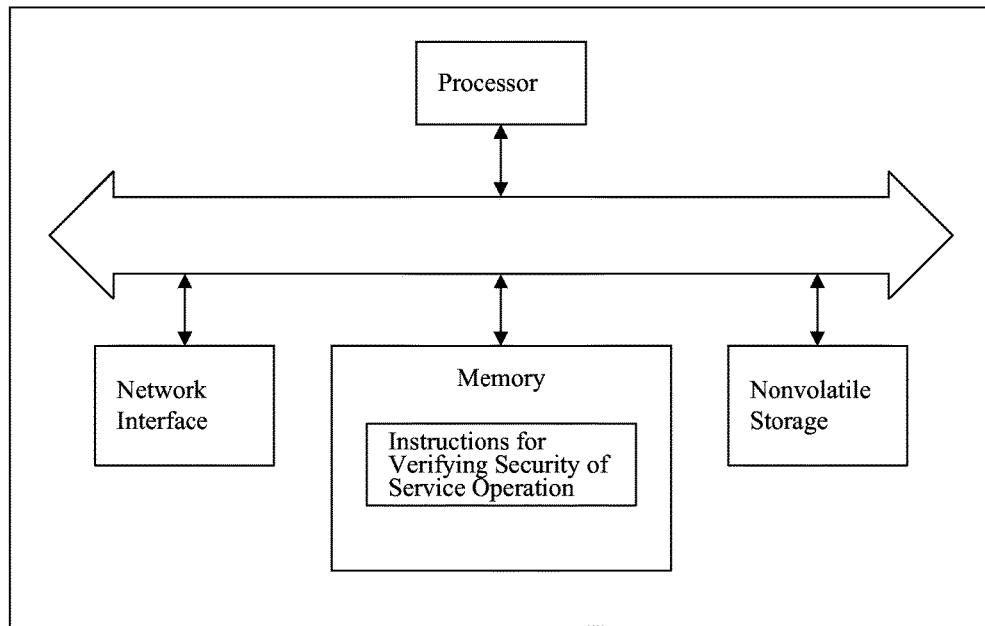 Processor
Network
Interface
Memory
Instructions for
Verifying Security of
Service Operation
Nonvolatile
Storage